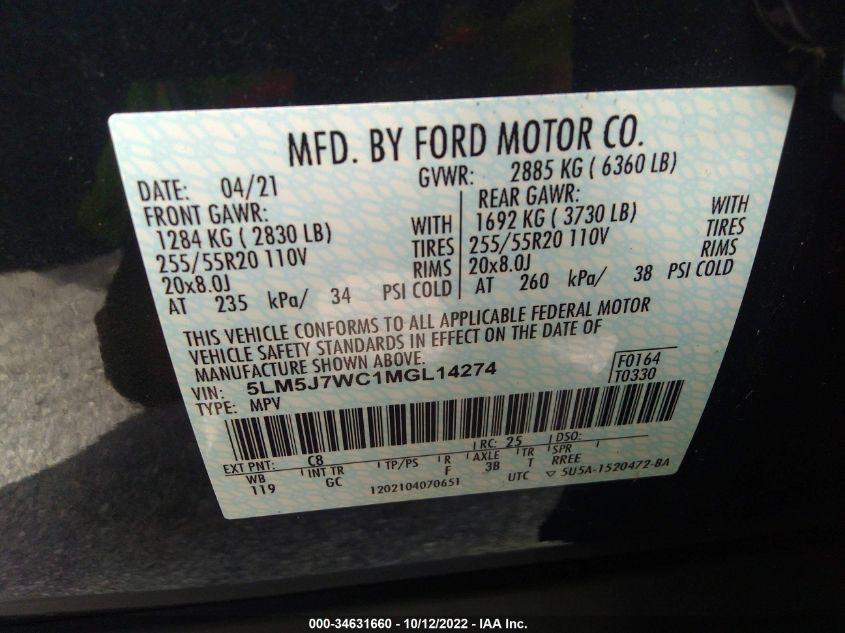 MFD. BY FORD MOTOR CO.
DATE: 04/21 GVWR: 2885 KG ( 6360 LB)
FRONT GAWR: REAR GAWR:
1284 KG ( 2830 LB) WITH 1692 KG ( 3730 LB) WITH
255/55R20 110V TIRES 255/55R20 110V TIRES
20x8.0J RIMS 20x8.0J RIMS
AT 235 kPa/ 34 PSI COLD AT 260 kPa/ 38 PSI COLD
THIS VEHICLE CONFORMS TO ALL APPLICABLE FEDERAL MOTOR
VEHICLE SAFETY STANDARDS IN EFFECT ON THE DATE OF
MANUFACTURE SHOWN ABOVE.
VIN: 5LM5J7WC1MGL14274 F0164
TYPE: MPV T0330
EXT PNT: C8 RC: 25 DSO:
WB INT TR TP/PS R AXLE TR SPR
119 GC F 3B T RREE
1202104070651 UTC ▽ 5U5A-1520472-BA
000-34631660 - 10/12/2022 - IAA Inc.